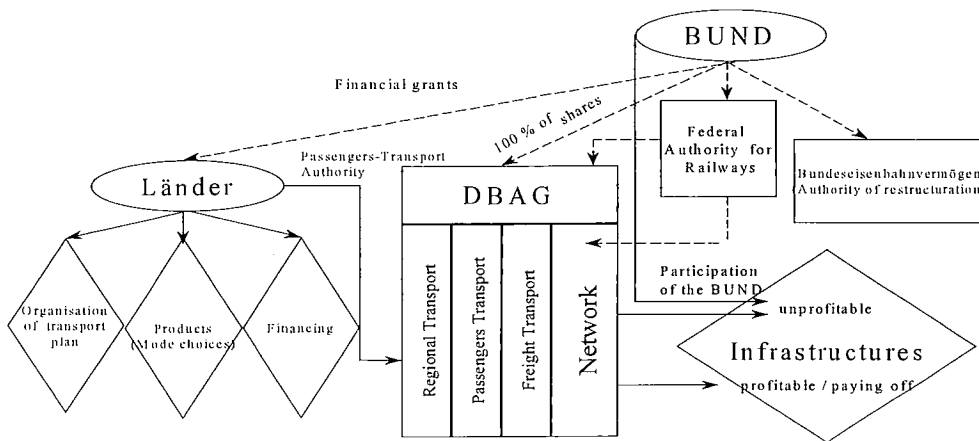 BUND
Financial grants
100 % of shares
Federal
Authority for
Railways
Bundeseisenbahnvermögen
Authority of restructuration
Passengers-Transport
Authority
Länder
DBAG
Organisation
of transport
plan
Products
(Mode choices)
Financing
Regional Transport
Passengers Transport
Freight Transport
Network
Participation
of the BUND
unprofitable
Infrastructures
profitable / paying off